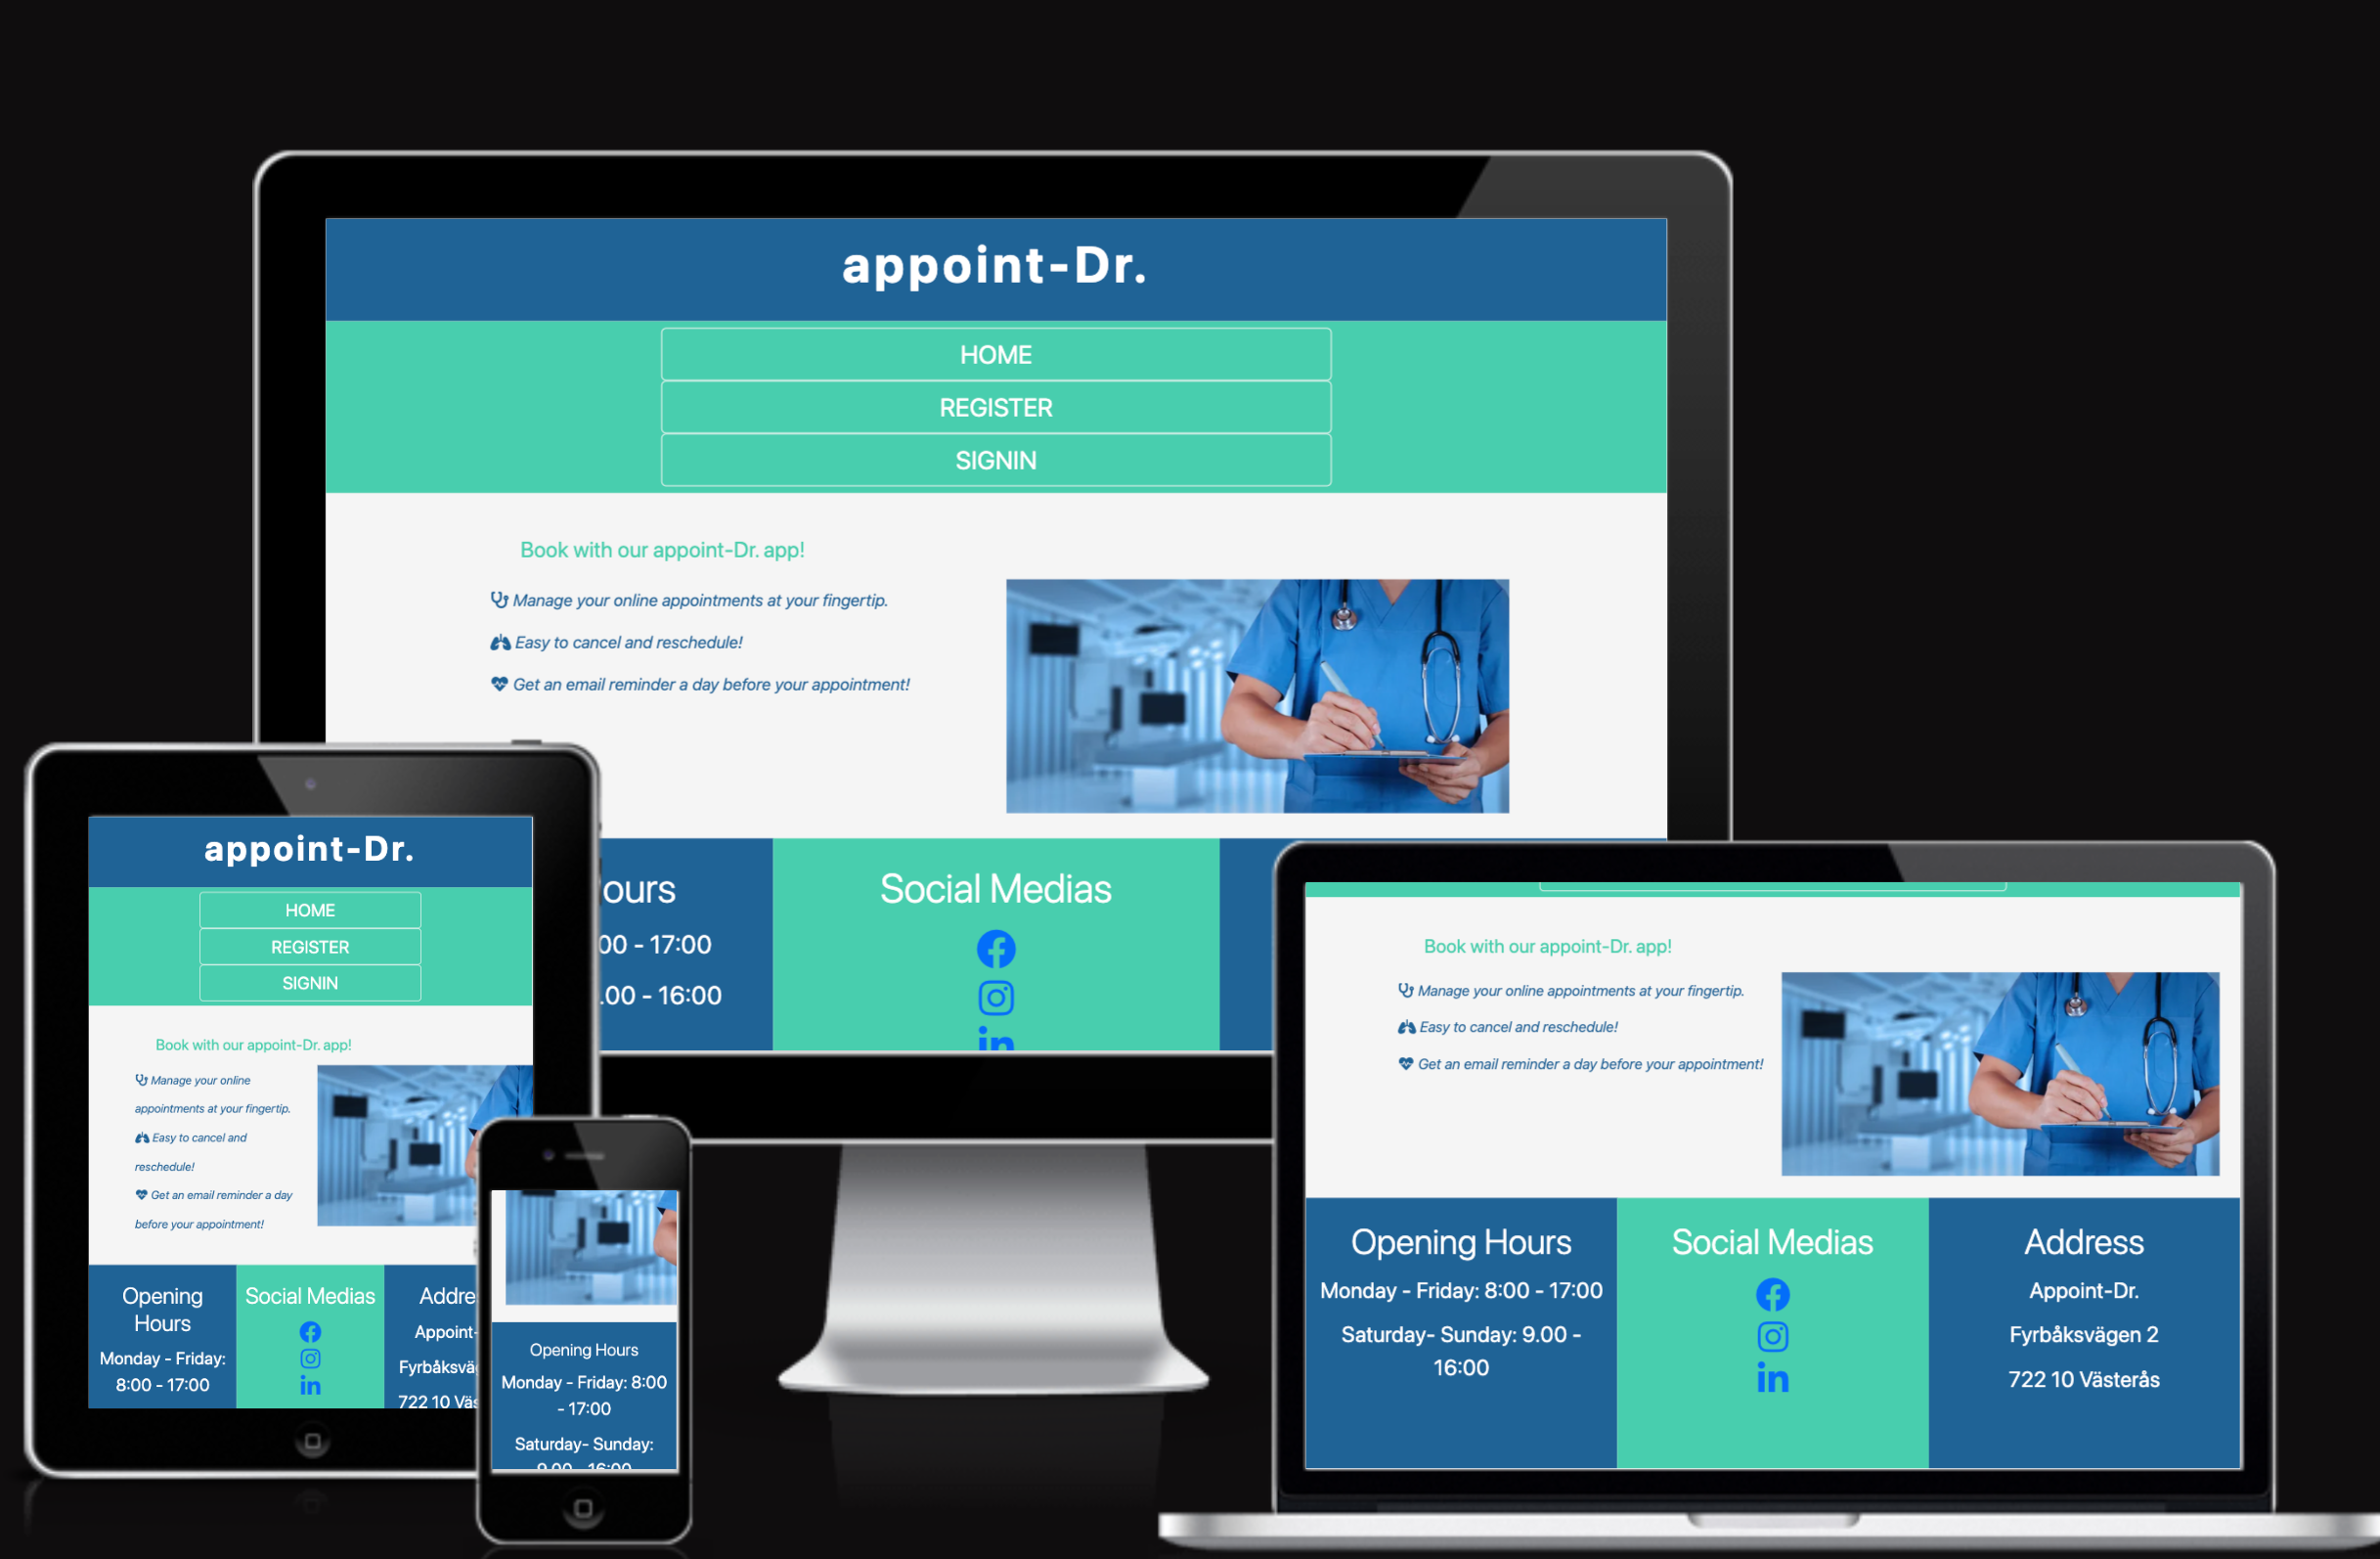 appoint-Dr.
HOME
REGISTER
SIGNIN
Book with our appoint-Dr. app!
Manage your online appointments at your fingertip.
Easy to cancel and reschedule!
Get an email reminder a day before your appointment!
ours
00 - 17:00
.00 - 16:00
Social Medias
appoint-Dr.
HOME
REGISTER
SIGNIN
Book with our appoint-Dr. app!
Manage your online
appointments at your fingertip.
Easy to cancel and
reschedule!
Get an email reminder a day
before your appointment!
Opening
Hours
Monday - Friday:
8:00 - 17:00
Social Medias
Addre
Appoint-
Fyrbåksväg
722 10 Väs
Opening Hours
Monday - Friday: 8:00
- 17:00
Saturday- Sunday:
9.00 - 16:00
Book with our appoint-Dr. app!
Manage your online appointments at your fingertip.
Easy to cancel and reschedule!
Get an email reminder a day before your appointment!
Opening Hours
Monday - Friday: 8:00 - 17:00
Saturday- Sunday: 9.00 -
16:00
Social Medias
Address
Appoint-Dr.
Fyrbåksvägen 2
722 10 Västerås